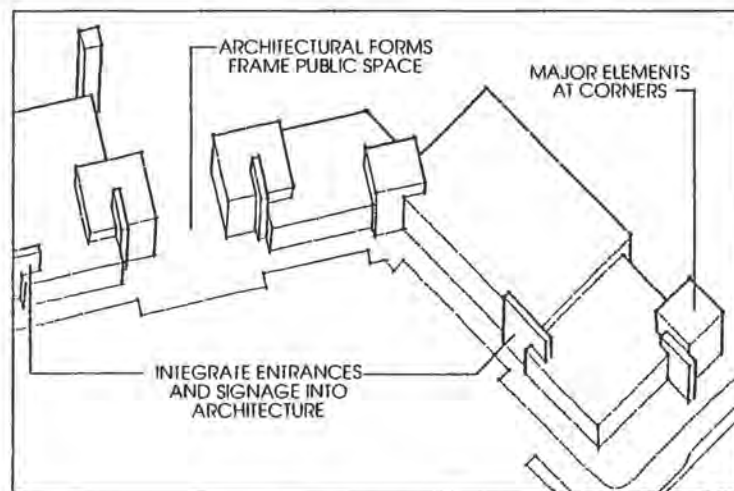 ARCHITECTURAL FORMS
FRAME PUBLIC SPACE
MAJOR ELEMENTS
AT CORNERS
INTEGRATE ENTRANCES
AND SIGNAGE INTO
ARCHITECTURE